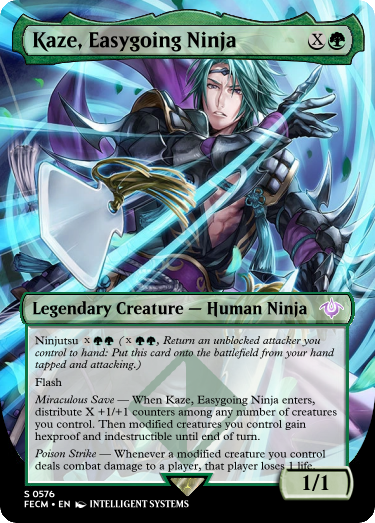 Kaze, Easygoing Ninja X
Legendary Creature — Human Ninja
Ninjutsu X (X, Return an unblocked attacker you
control to hand: Put this card onto the battlefield from your hand
tapped and attacking.)
Flash
Miraculous Save — When Kaze, Easygoing Ninja enters,
distribute X +1/+1 counters among any number of creatures
you control. Then modified creatures you control gain
hexproof and indestructible until end of turn.
Poison Strike — Whenever a modified creature you control
deals combat damage to a player, that player loses 1 life.
1/1
S 0576
FECM • EN INTELLIGENT SYSTEMS